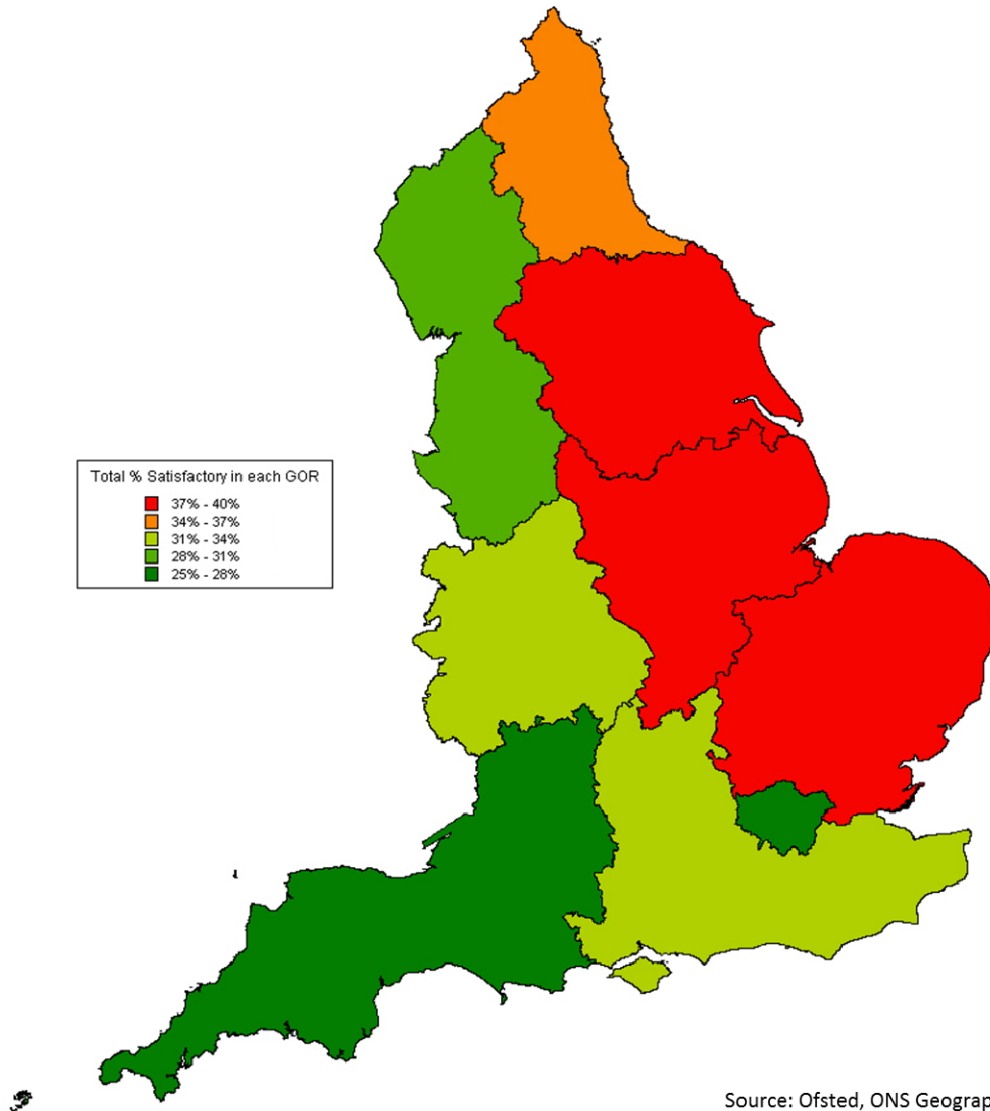 Total % Satisfactory in each GOR
37% - 40%
34% - 37%
31% - 34%
28% - 31%
25% - 28%
Source: Ofsted, ONS Geograp